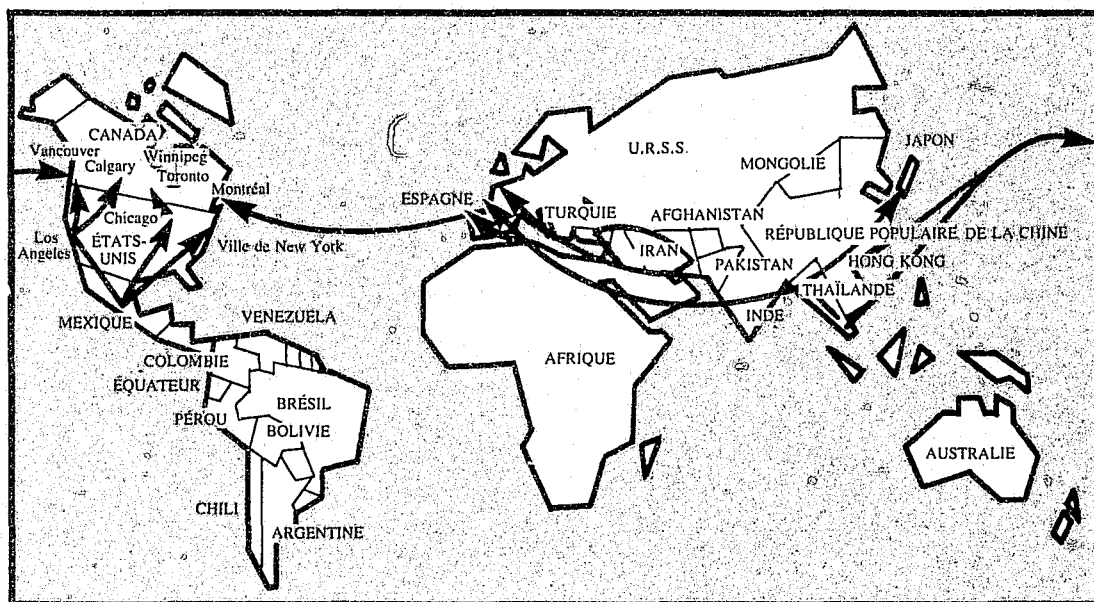 CANADA
Vancouver
Calgary
Winnipeg
Toronto
Montréal
Chicago
Los
Angeles
ÉTATS-
UNIS
Ville de New York
MEXIQUE
VENEZUELA
COLOMBIE
ÉQUATEUR
PÉROU
BRÉSIL
BOLIVIE
CHILI
ARGENTINE
ESPAGNE
TURQUIE
AFRIQUE
U.R.S.S.
MONGOLIE
JAPON
AFGHANISTAN
IRAN
PAKISTAN
RÉPUBLIQUE POPULAIRE DE LA CHINE
HONG KONG
THAÏLANDE
INDE
AUSTRALIE